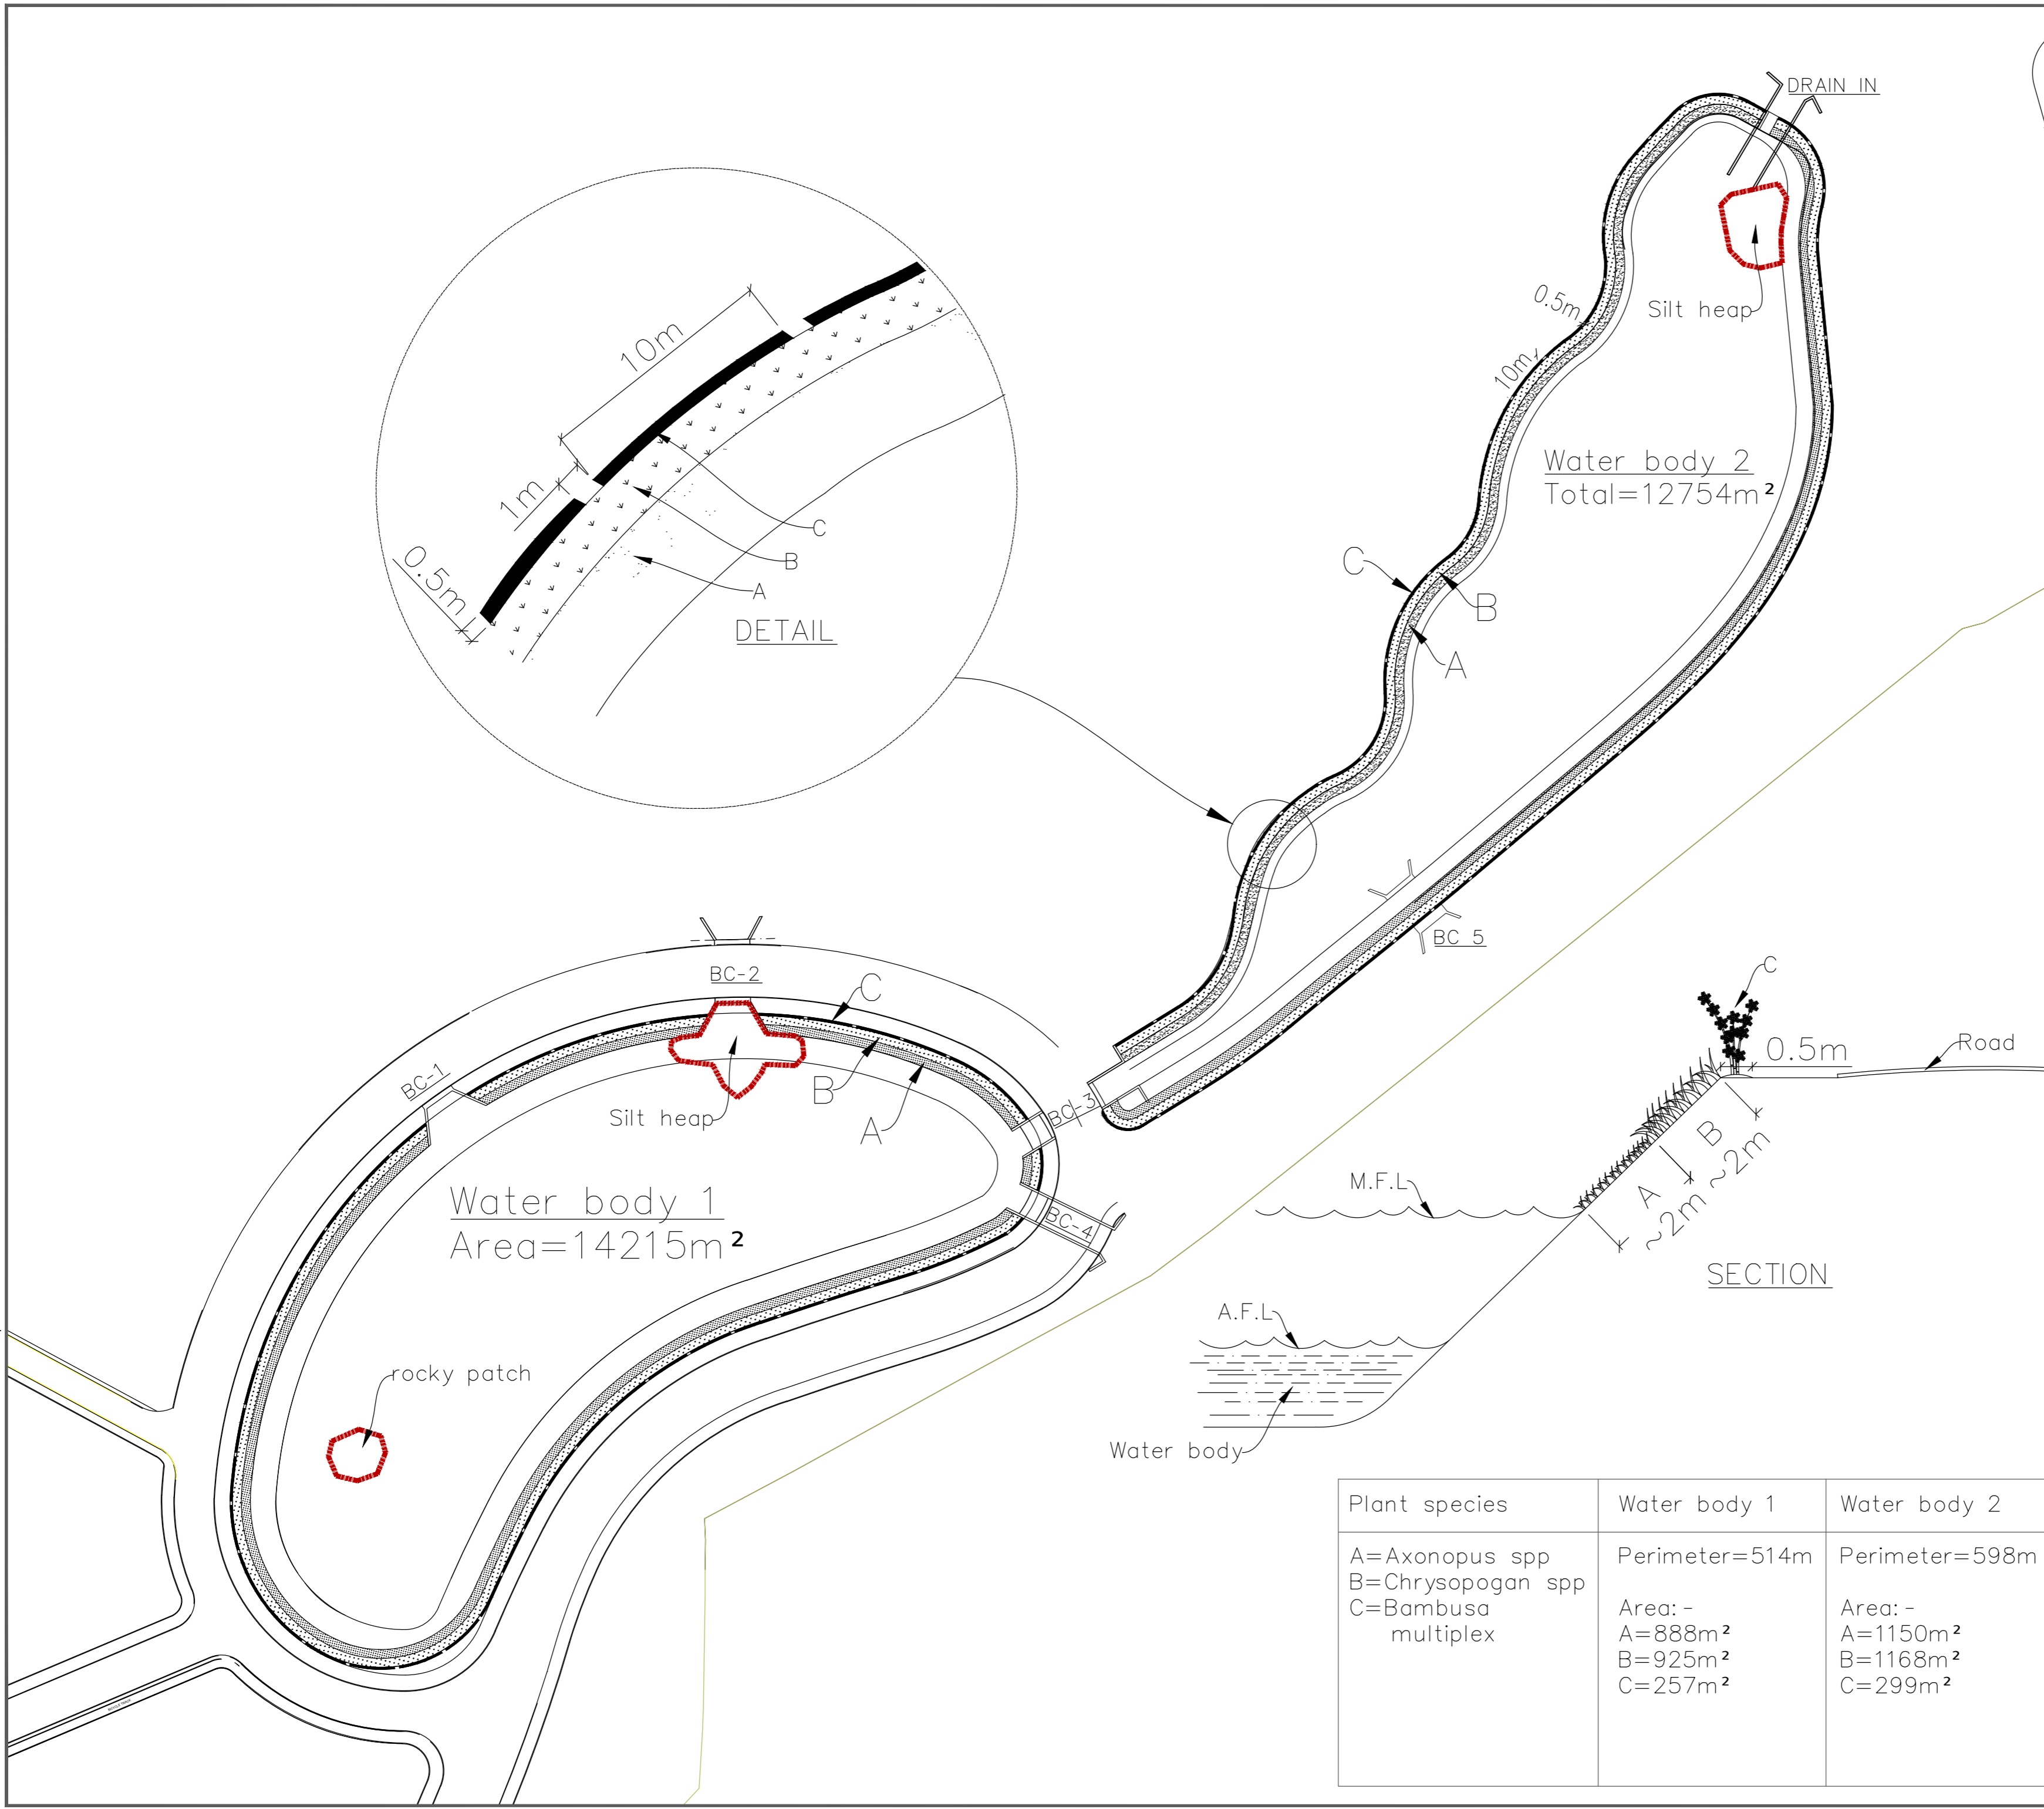 DRAIN IN
0.5m
Silt heap
10m
10m
Water body 2
Total=12754m²
1m
C
B
0.5m
A
DETAIL
C
B
A
BC 5
BC-2
C
C
0.5m
Road
BC-1
Silt heap
B
A
BC-3
B
~2m
A
~2m
M.F.L
Water body 1
Area=14215m²
BC-4
SECTION
A.F.L
rocky patch
Water body
Plant species
Water body 1
Water body 2
A=Axonopus spp
B=Chrysopogan spp
C=Bambusa
multiplex
Perimeter=514m
Area:-
A=888m²
B=925m²
C=257m²
Perimeter=598m
Area:-
A=1150m²
B=1168m²
C=299m²